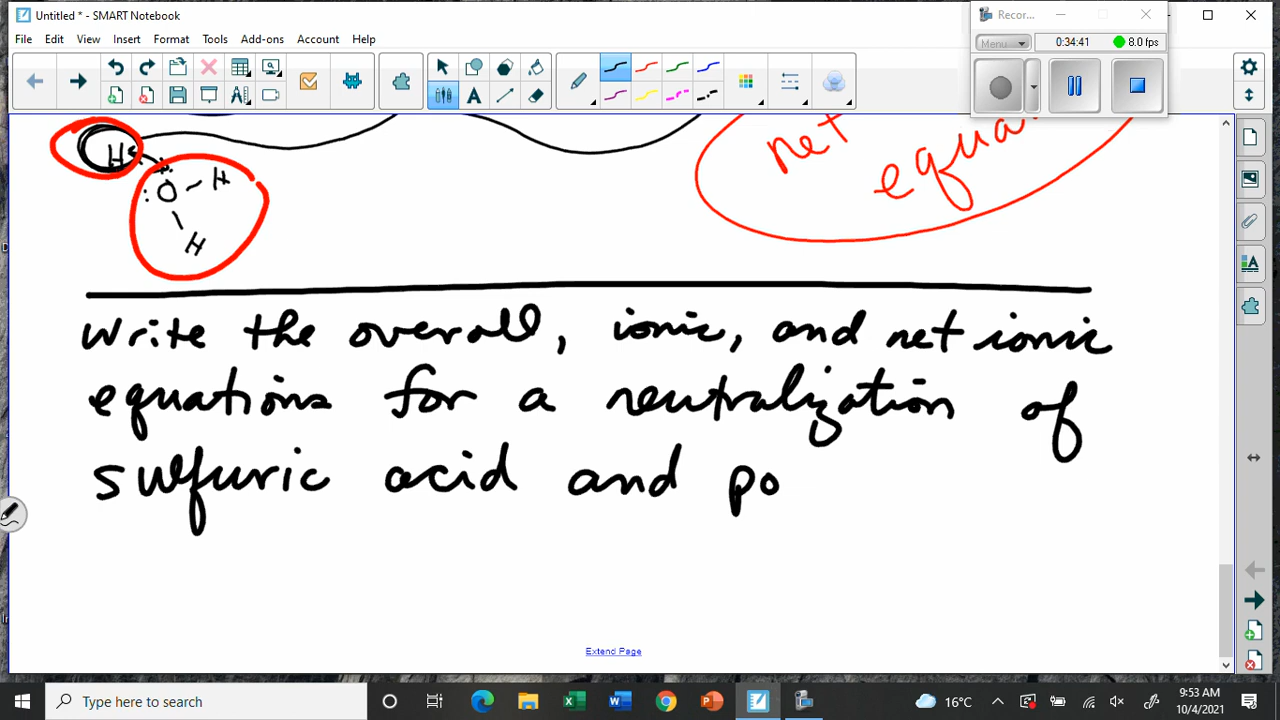 Untitled * - SMART Notebook
Recor...
File Edit View Insert Format Tools Add-ons Account Help
Menu
0:34:41
8.0 fps
net
equa
H
:O - H
H
Write the overall, ionic, and net ionic
equations for a neutralization of
sulfuric acid and po
Extend Page
Type here to search
16°C
9:53 AM
10/4/2021